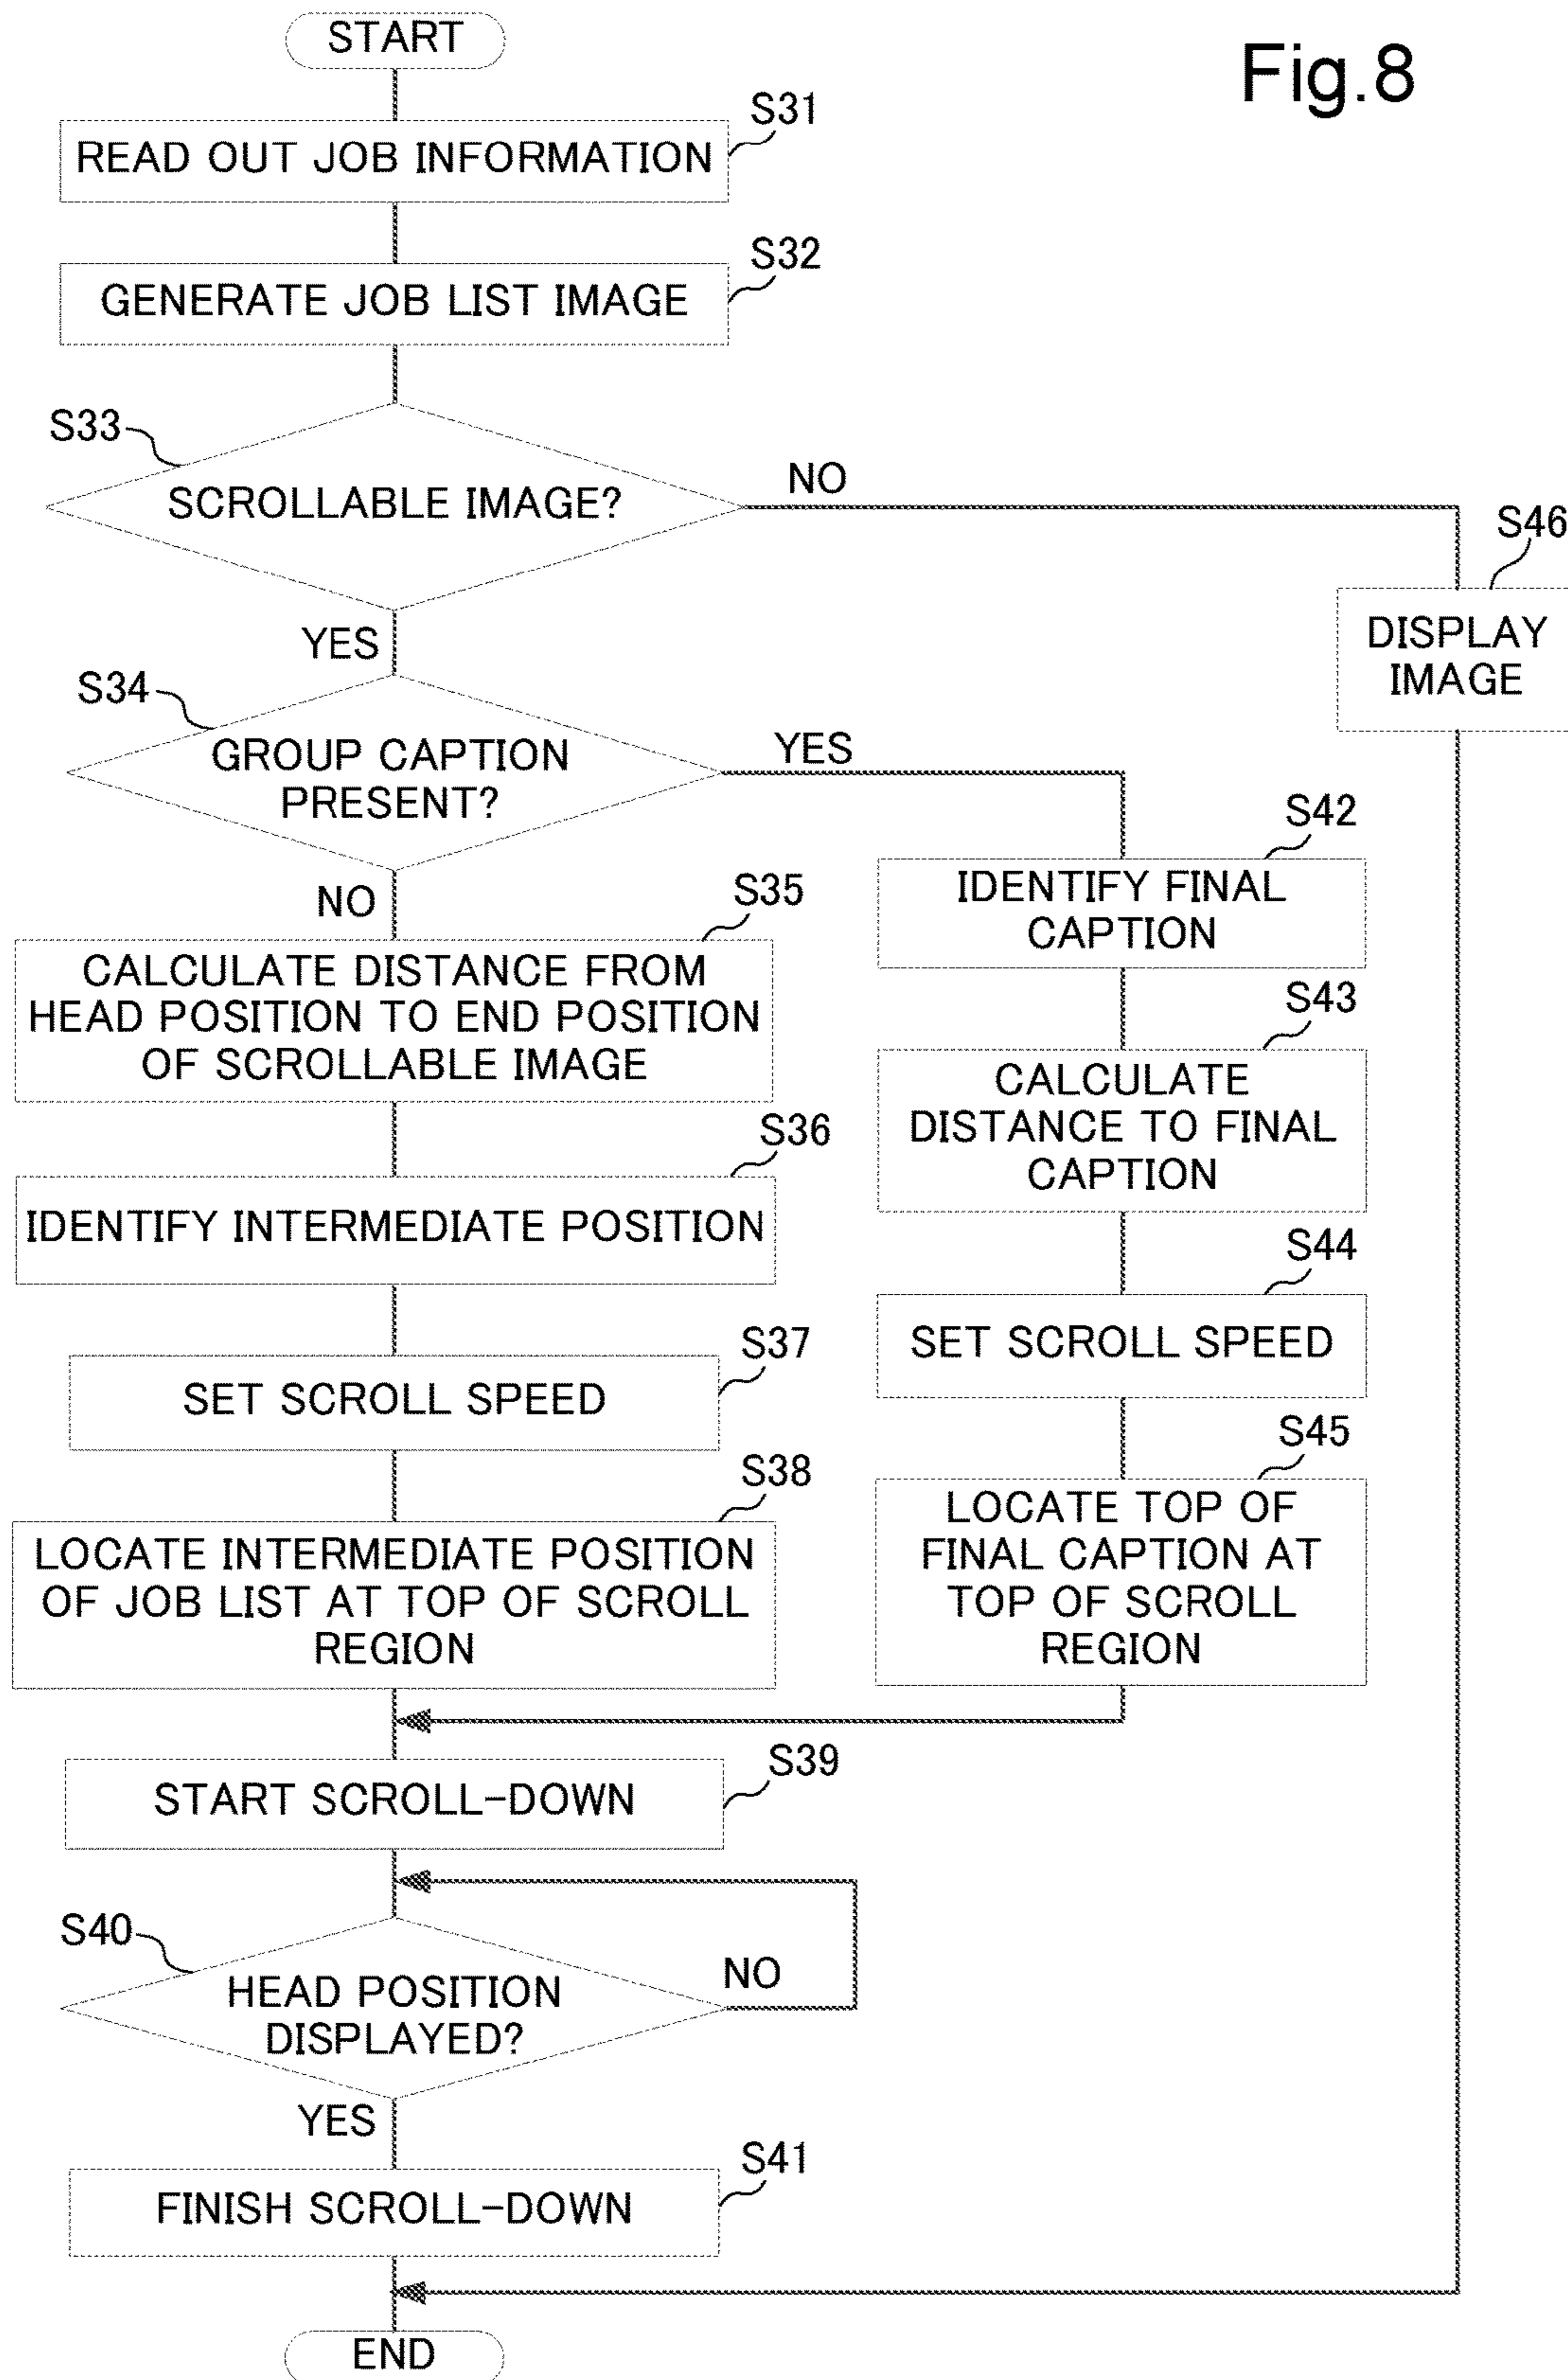 Fig.8
START
S31
READ OUT JOB INFORMATION
S32
GENERATE JOB LIST IMAGE
S33
SCROLLABLE IMAGE?
NO
YES
S46
DISPLAY
IMAGE
S34
GROUP CAPTION
PRESENT?
YES
NO
S35
CALCULATE DISTANCE FROM
HEAD POSITION TO END POSITION
OF SCROLLABLE IMAGE
S36
IDENTIFY INTERMEDIATE POSITION
S37
SET SCROLL SPEED
S38
LOCATE INTERMEDIATE POSITION
OF JOB LIST AT TOP OF SCROLL
REGION
S42
IDENTIFY FINAL
CAPTION
S43
CALCULATE
DISTANCE TO FINAL
CAPTION
S44
SET SCROLL SPEED
S45
LOCATE TOP OF
FINAL CAPTION AT
TOP OF SCROLL
REGION
S39
START SCROLL-DOWN
S40
HEAD POSITION
DISPLAYED?
NO
YES
S41
FINISH SCROLL-DOWN
END